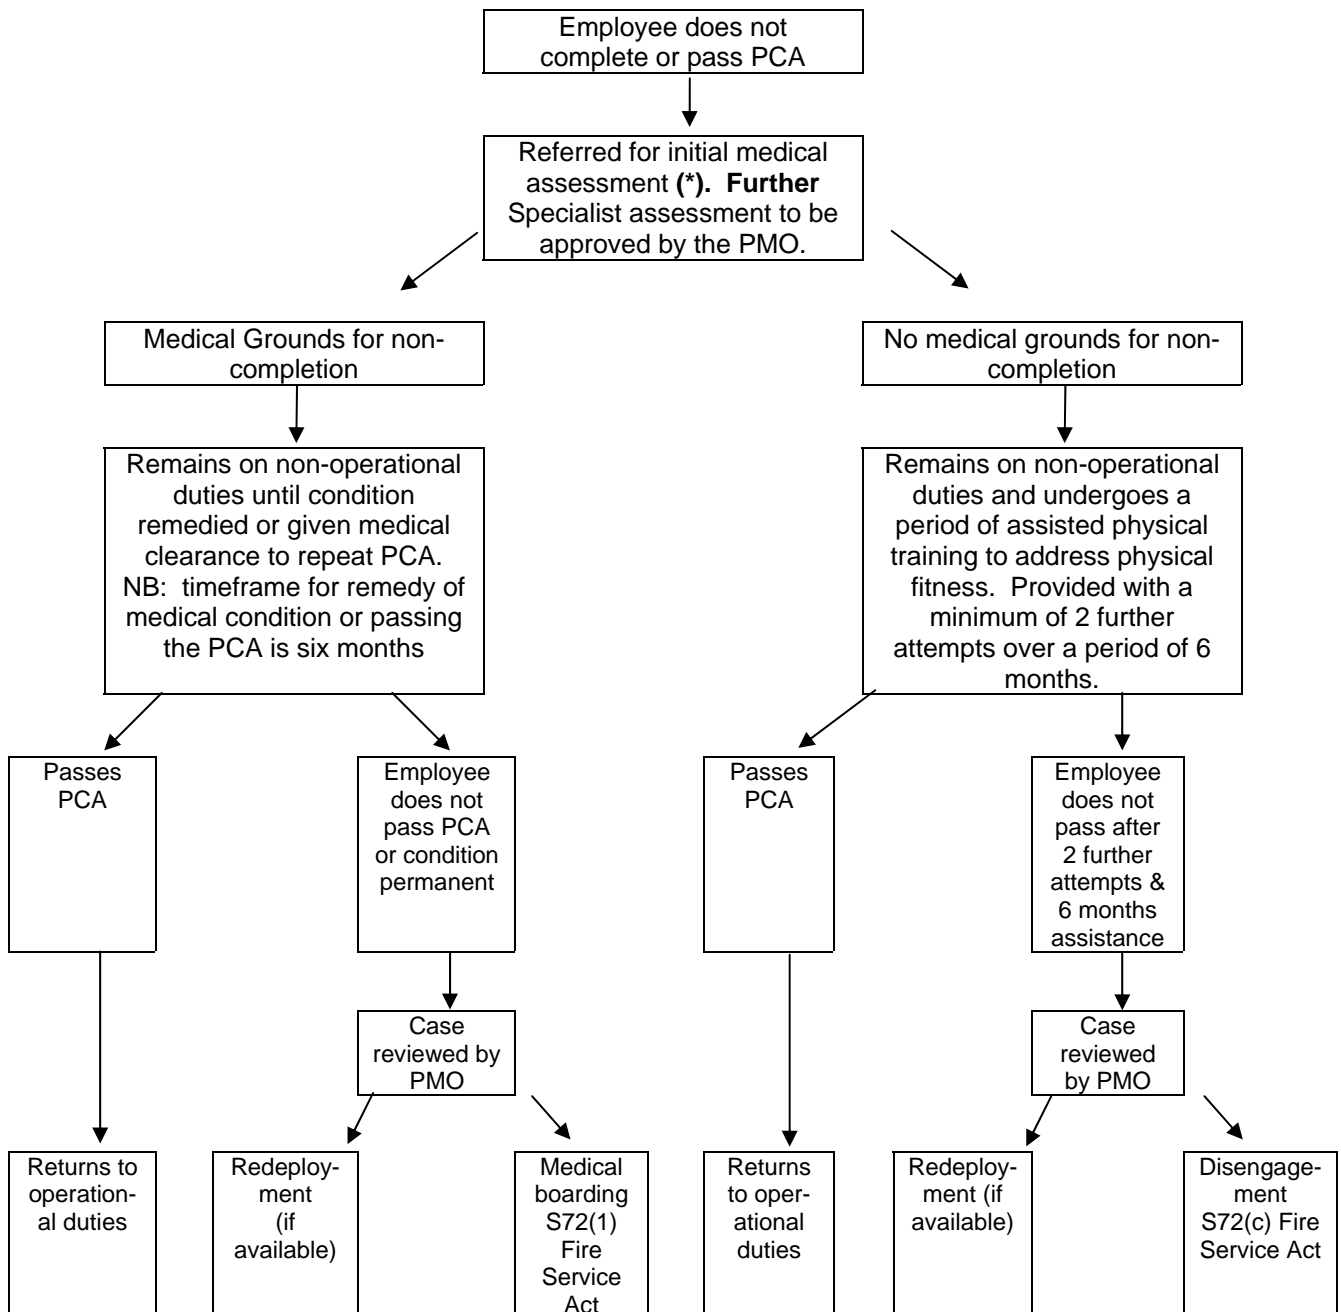 Employee does not
complete or pass PCA
Referred for initial medical
assessment (*). Further
Specialist assessment to be
approved by the PMO.
Medical Grounds for non-
completion
No medical grounds for non-
completion
Remains on non-operational
duties until condition
remedied or given medical
clearance to repeat PCA.
NB: timeframe for remedy of
medical condition or passing
the PCA is six months
Remains on non-operational
duties and undergoes a
period of assisted physical
training to address physical
fitness. Provided with a
minimum of 2 further
attempts over a period of 6
months.
Passes
PCA
Employee
does not
pass PCA
or condition
permanent
Passes
PCA
Employee
does not
pass after
2 further
attempts &
6 months
assistance
Case
reviewed by
PMO
Case
reviewed
by PMO
Returns to
operation-
al duties
Redeploy-
ment
(if
available)
Medical
boarding
S72(1)
Fire
Service
Act
Returns
to oper-
ational
duties
Redeploy-
ment (if
available)
Disengage-
ment
S72(c) Fire
Service Act